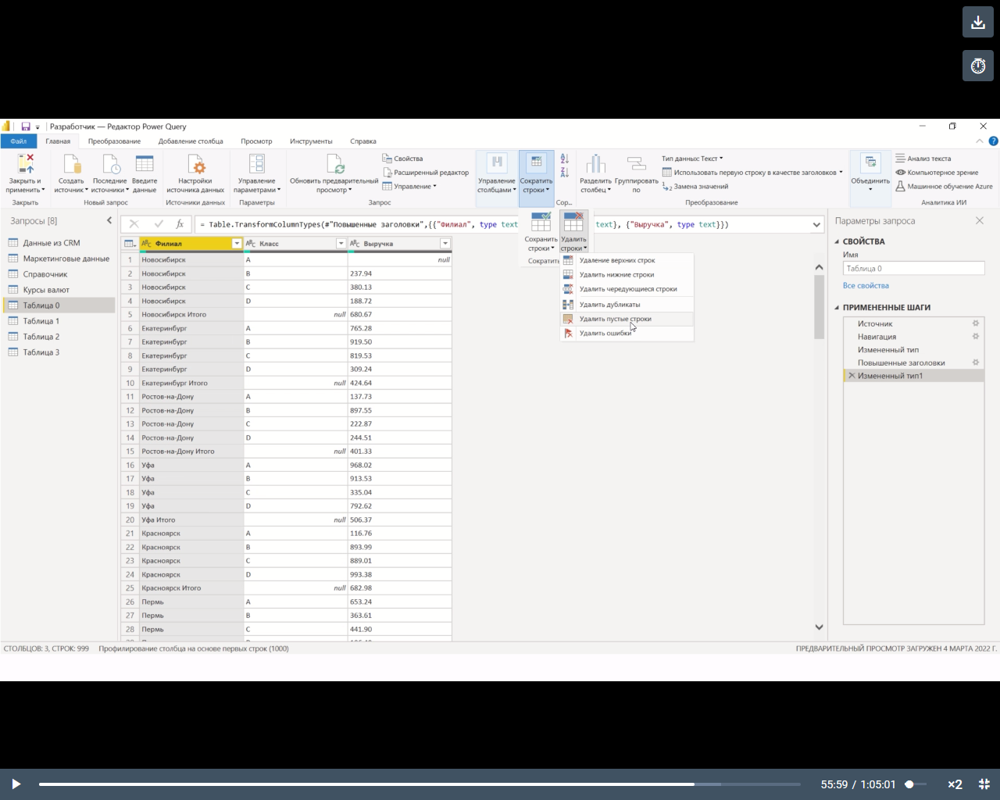 Разработчик — Редактор Power Query
Файл Главная Преобразование Добавление столбца Просмотр Инструменты Справка
Закрыть и применить
Создать источник
Последние источники
Введите данные
Настройки источника данных
Управление параметрами
Обновить предварительный просмотр
Свойства
Расширенный редактор
Управление
Управление столбцами
Сократить строки
Разделить столбец
Группировать по
Тип данных: Текст
Использовать первую строку в качестве заголовков
Замена значений
Объединить
Анализ текста
Компьютерное зрение
Машинное обучение Azure
Закрыть Новый запрос Источники данных Параметры Запрос Сор... Преобразование Аналитика ИИ
Запросы [8]
Данные из CRM
Маркетинговые данные
Справочник
Курсы валют
Таблица 0
Таблица 1
Таблица 2
Таблица 3
fx = Table.TransformColumnTypes(#"Повышенные заголовки",{{"Филиал", type text text}, {"Выручка", type text}})
Сохранить строки
Удалить строки
Сократить
Удаление верхних строк
Удалить нижние строки
Удалить чередующиеся строки
Удалить дубликаты
Удалить пустые строки
Удалить ошибки
Филиал Класс Выручка
1 Новосибирск A null
2 Новосибирск B 237.94
3 Новосибирск C 380.13
4 Новосибирск D 188.72
5 Новосибирск Итого null 680.67
6 Екатеринбург A 765.28
7 Екатеринбург B 919.50
8 Екатеринбург C 819.53
9 Екатеринбург D 309.24
10 Екатеринбург Итого null 424.64
11 Ростов-на-Дону A 137.73
12 Ростов-на-Дону B 897.55
13 Ростов-на-Дону C 222.87
14 Ростов-на-Дону D 244.51
15 Ростов-на-Дону Итого null 401.33
16 Уфа A 968.02
17 Уфа B 913.53
18 Уфа C 335.04
19 Уфа D 792.62
20 Уфа Итого null 506.37
21 Красноярск A 116.76
22 Красноярск B 893.99
23 Красноярск C 889.01
24 Красноярск D 993.38
25 Красноярск Итого null 682.98
26 Пермь A 653.24
27 Пермь B 363.61
28 Пермь C 441.90
Параметры запроса
СВОЙСТВА
Имя
Таблица 0
Все свойства
ПРИМЕНЕННЫЕ ШАГИ
Источник
Навигация
Измененный тип
Повышенные заголовки
Измененный тип1
СТОЛБЦОВ: 3, СТРОК: 999 Профилирование столбца на основе первых строк (1000)
ПРЕДВАРИТЕЛЬНЫЙ ПРОСМОТР ЗАГРУЖЕН 4 МАРТА 2022 Г.
55:59 / 1:05:01 ×2